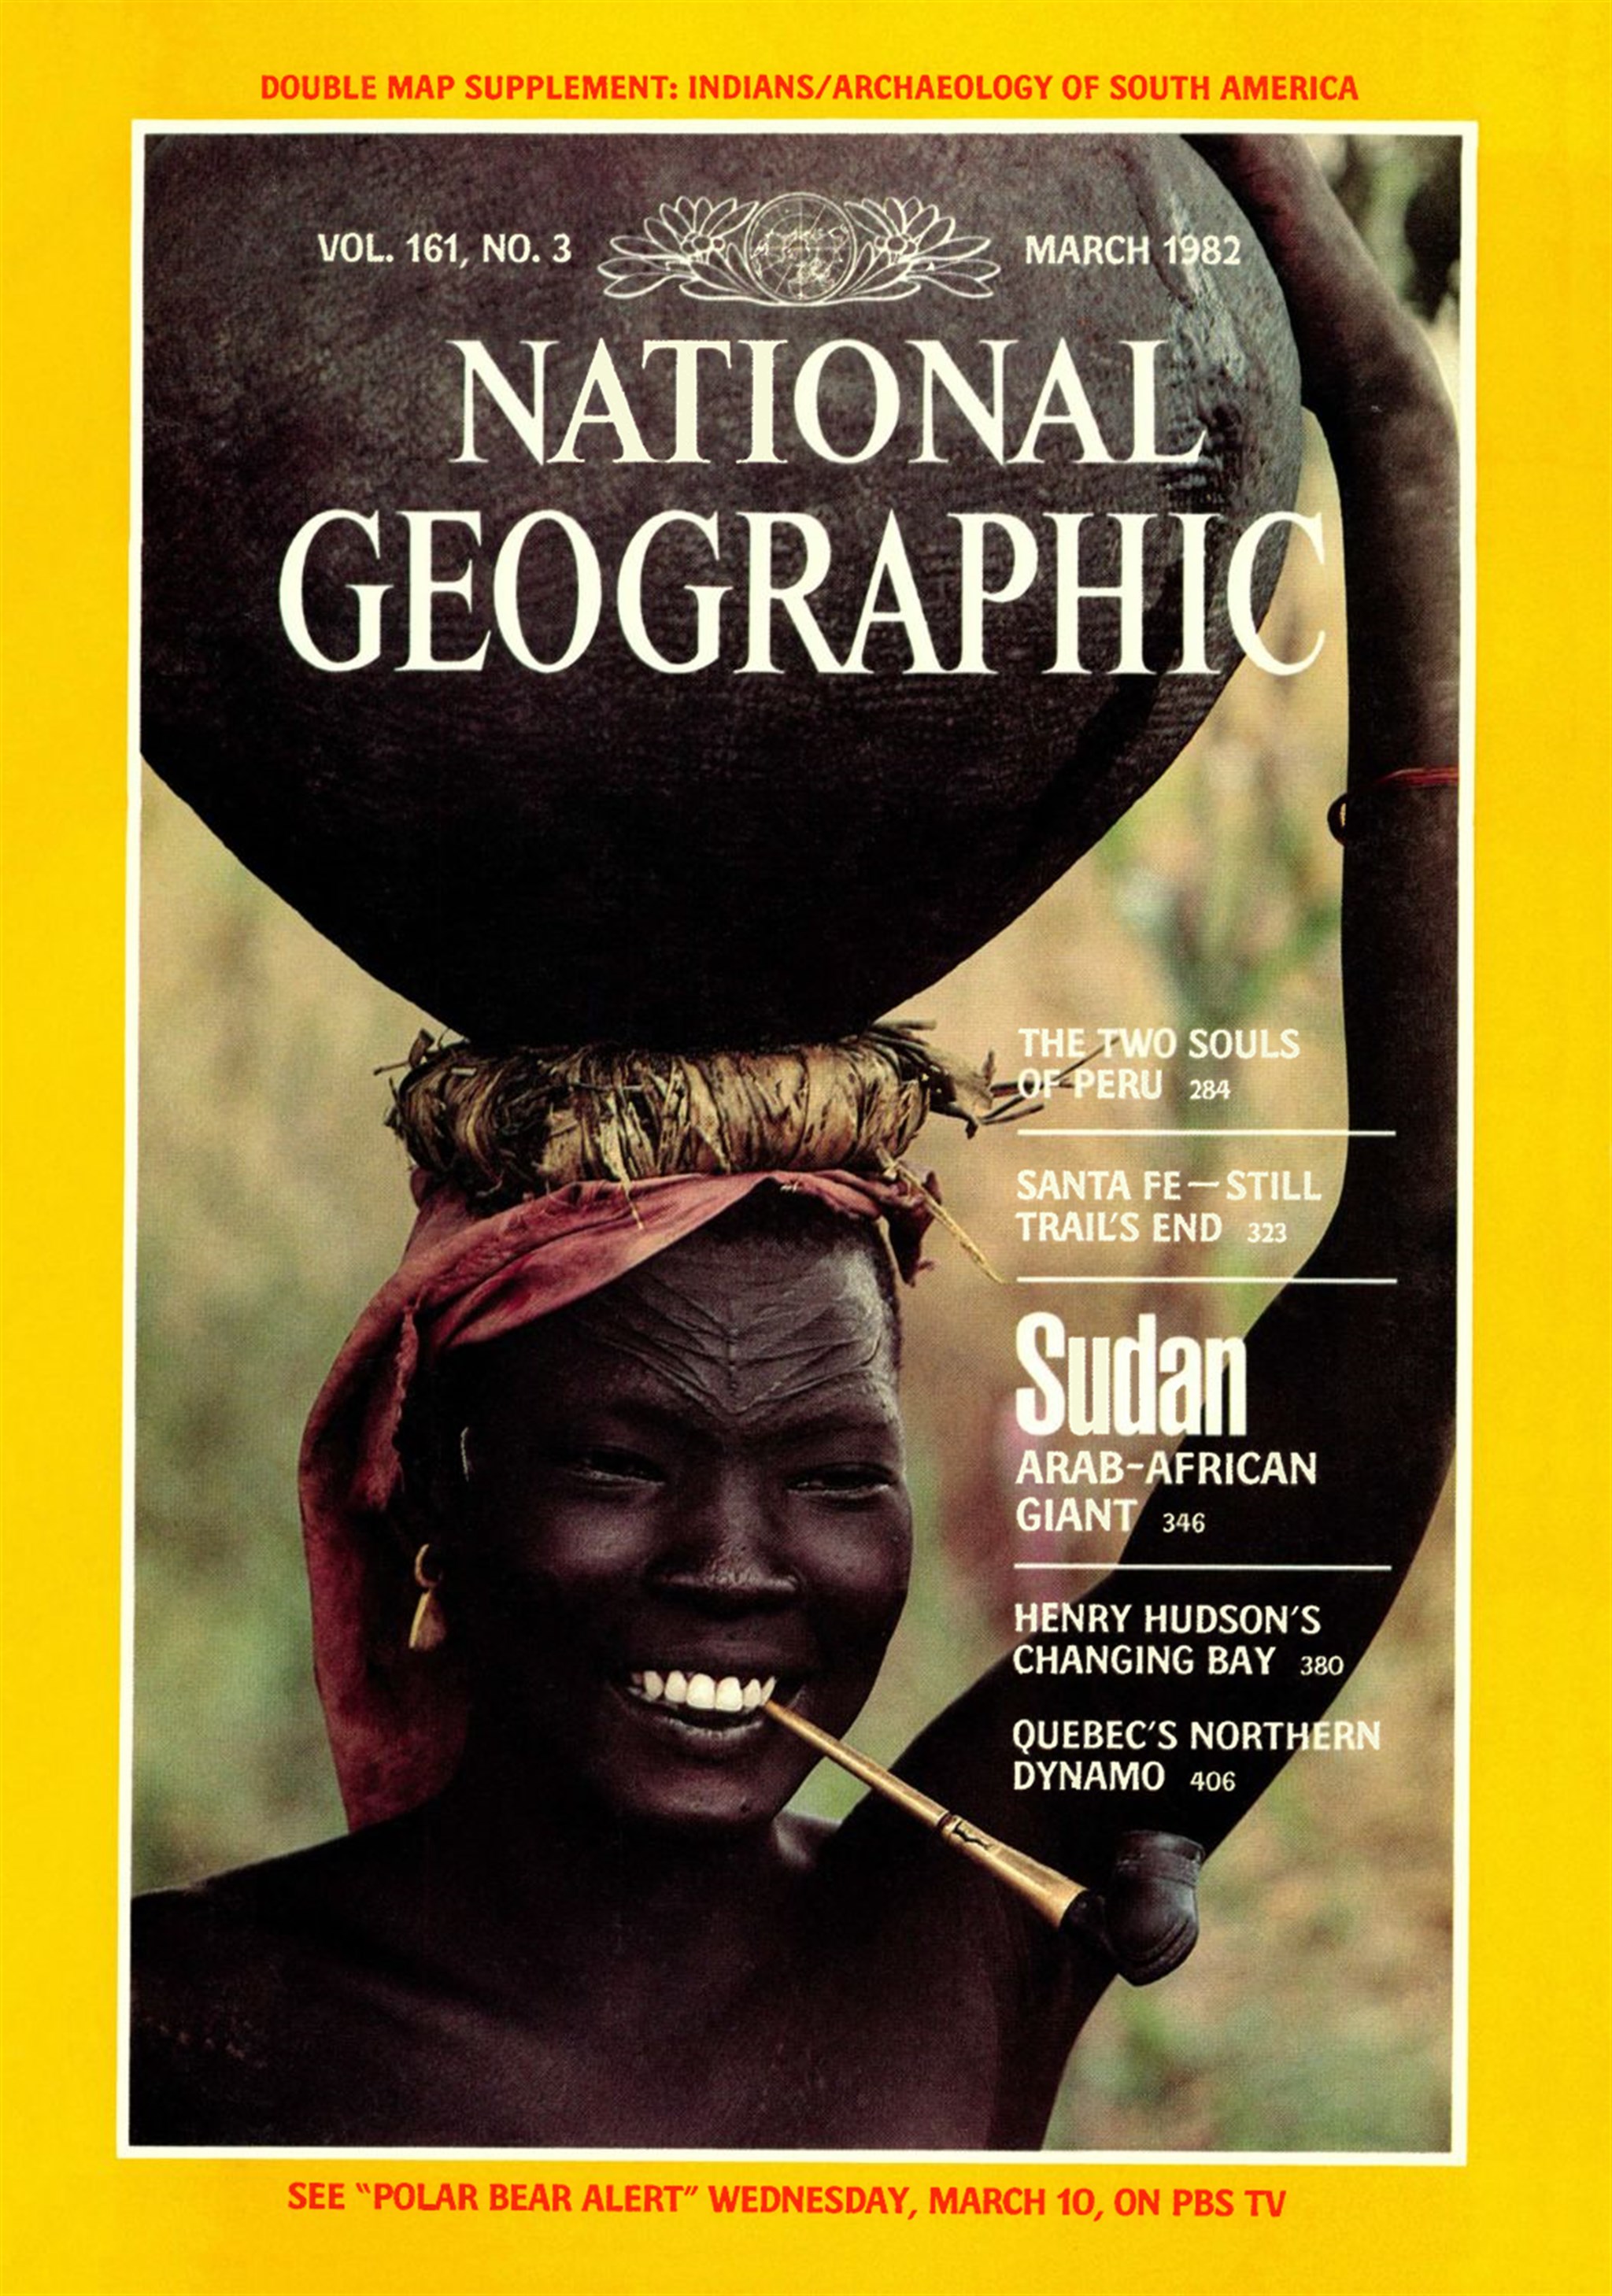 DOUBLE MAP SUPPLEMENT: INDIANS/ARCHAEOLOGY OF SOUTH AMERICA
VOL. 161, NO. 3
MARCH 1982
NATIONAL
GEOGRAPHIC
THE TWO SOULS
OF PERU 284
SANTA FE—STILL
TRAIL'S END 323
Sudan
ARAB-AFRICAN
GIANT 346
HENRY HUDSON'S
CHANGING BAY 380
QUEBEC'S NORTHERN
DYNAMO 406
SEE "POLAR BEAR ALERT" WEDNESDAY, MARCH 10, ON PBS TV